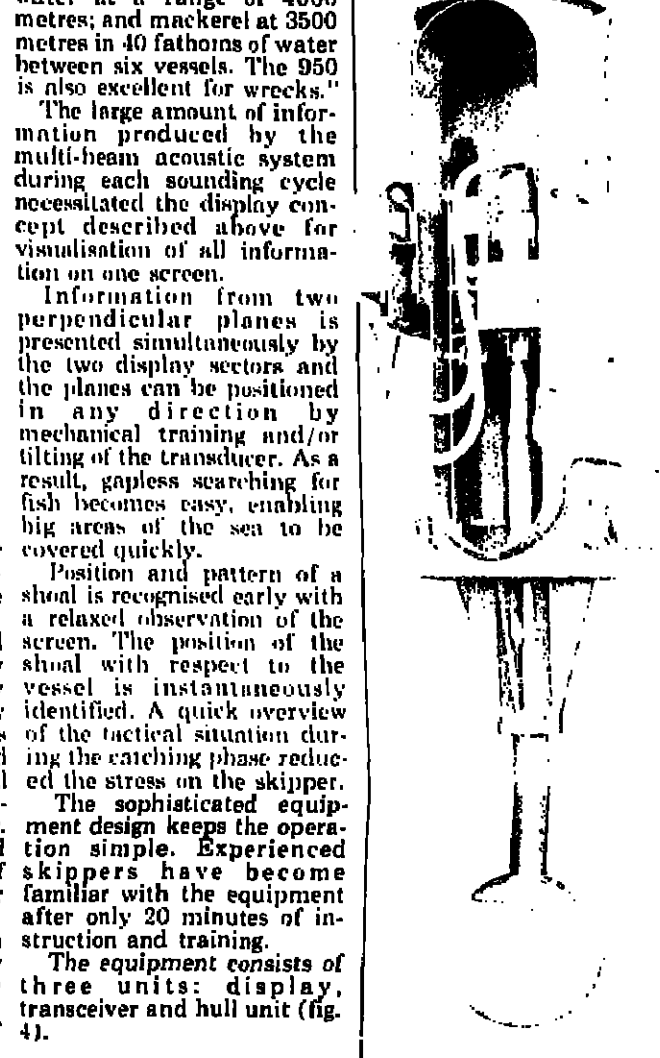 water at a range of 4000
metres; and mackerel at 3500
metres in 40 fathoms of water
between six vessels. The 950
is also excellent for wrecks."
The large amount of infor-
mation produced by the
multi-beam acoustic system
during each sounding cycle
necessitated the display con-
cept described above for
visualisation of all informa-
tion on one screen.
Information from two
perpendicular planes is
presented simultaneously by
the two display sectors and
the planes can be positioned
in any direction by
mechanical training and/or
tilting of the transducer. As a
result, gapless searching for
fish becomes easy, enabling
big areas of the sea to be
covered quickly.
Position and pattern of a
shoal is recognised early with
a relaxed observation of the
screen. The position of the
shoal with respect to the
vessel is instantaneously
identified. A quick overview
of the tactical situation dur-
ing the catching phase reduc-
ed the stress on the skipper.
The sophisticated equip-
ment design keeps the opera-
tion simple. Experienced
skippers have become
familiar with the equipment
after only 20 minutes of in-
struction and training.
The equipment consists of
three units: display,
transceiver and hull unit (fig.
4).